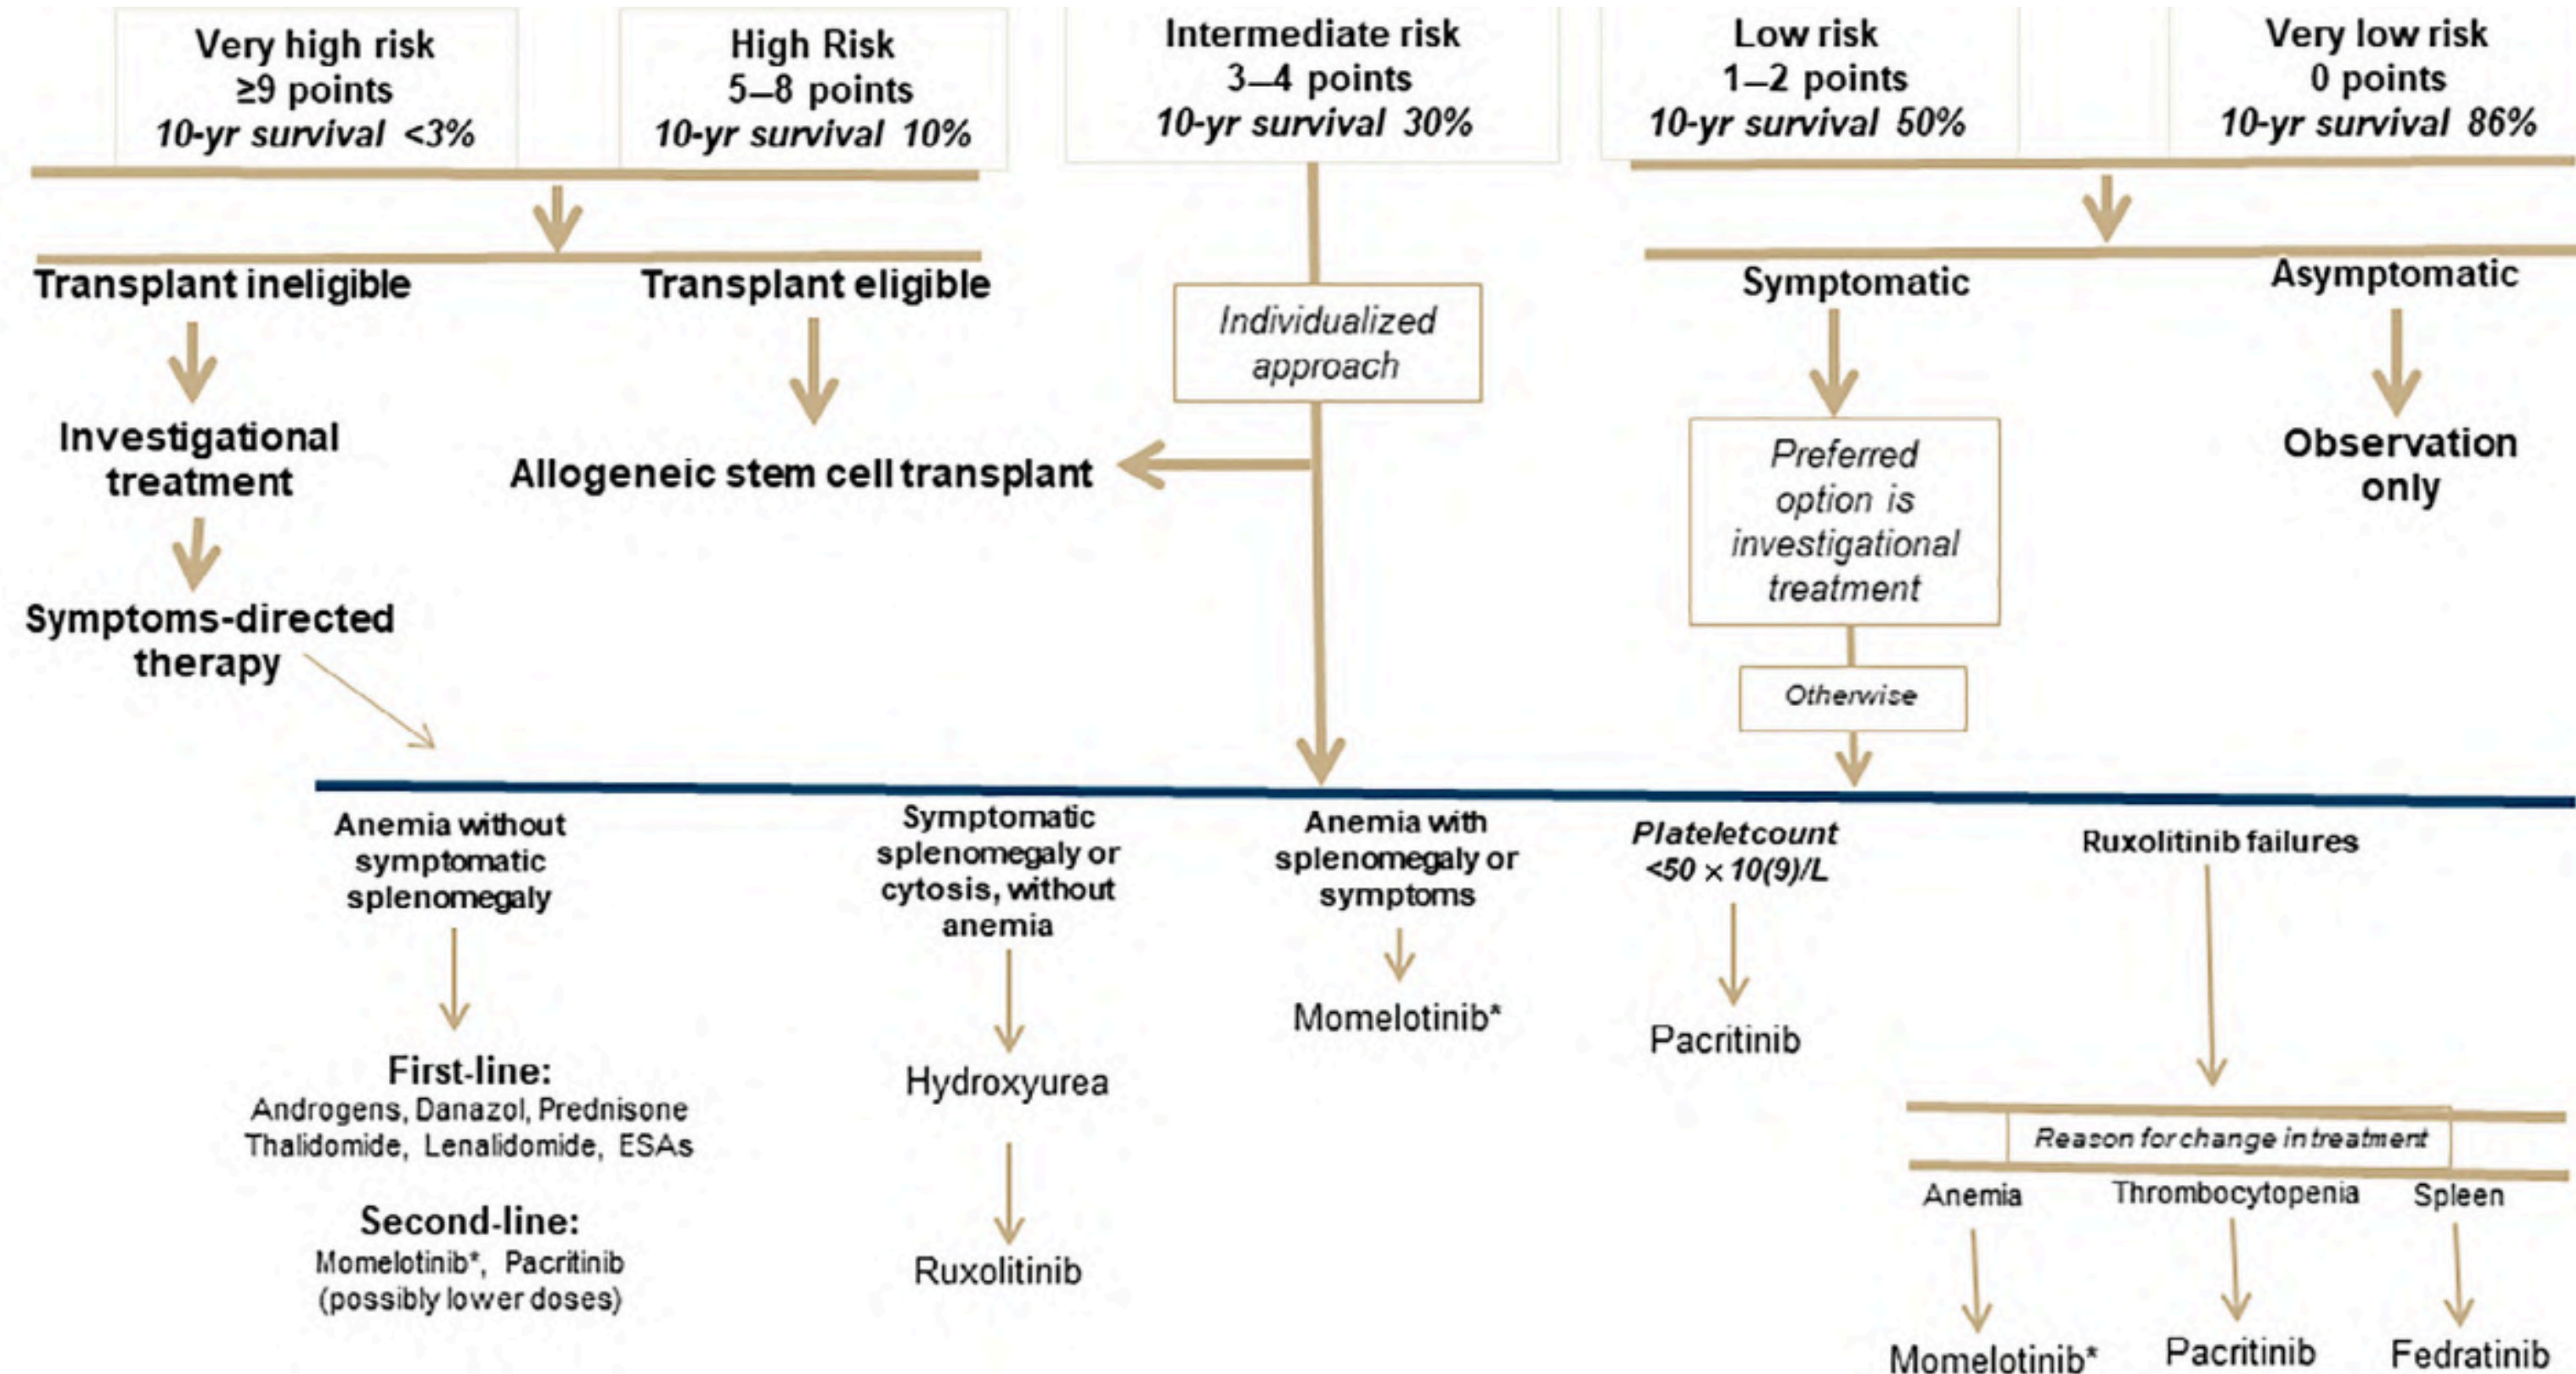 Very high risk
≥9 points
10-yr survival <3%
High Risk
5–8 points
10-yr survival 10%
Intermediate risk
3–4 points
10-yr survival 30%
Low risk
1–2 points
10-yr survival 50%
Very low risk
0 points
10-yr survival 86%
Transplant ineligible
Transplant eligible
Individualized
approach
Symptomatic
Asymptomatic
Investigational
treatment
Allogeneic stem cell transplant
Preferred
option is
investigational
treatment
Observation
only
Symptoms-directed
therapy
Otherwise
Anemia without
symptomatic
splenomegaly
Symptomatic
splenomegaly or
cytosis, without
anemia
Anemia with
splenomegaly or
symptoms
Platelet count
<50 × 10(9)/L
Ruxolitinib failures
First-line:
Androgens, Danazol, Prednisone
Thalidomide, Lenalidomide, ESAs
Second-line:
Momelotinib*, Pacritinib
(possibly lower doses)
Hydroxyurea
Ruxolitinib
Momelotinib*
Pacritinib
Reason for change in treatment
Anemia
Thrombocytopenia
Spleen
Momelotinib*
Pacritinib
Fedratinib